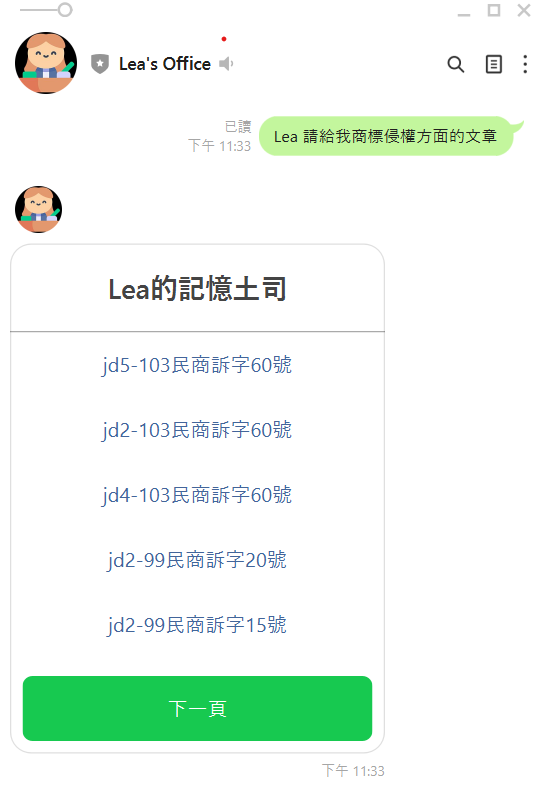 Lea's Office
已讀
下午 11:33
Lea 請給我商標侵權方面的文章
Lea的記憶土司
jd5-103民商訴字60號
jd2-103民商訴字60號
jd4-103民商訴字60號
jd2-99民商訴字20號
jd2-99民商訴字15號
下一頁
下午 11:33